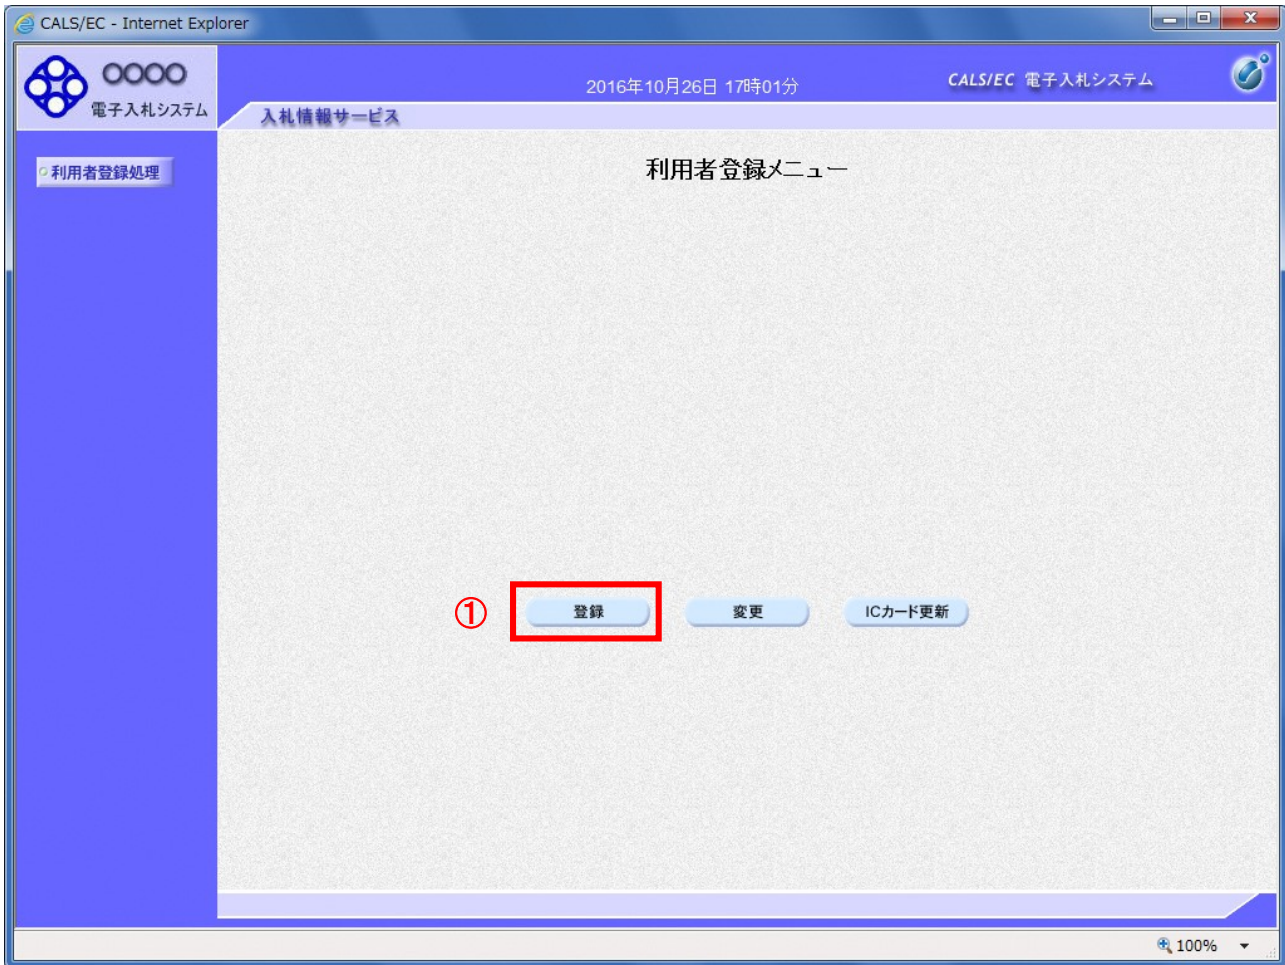 CALS/EC - Internet Explorer
○○○○
電子入札システム
2016年10月26日 17時01分
CALS/EC 電子入札システム
入札情報サービス
利用者登録処理
利用者登録メニュー
① 登録 変更 ICカード更新
100%